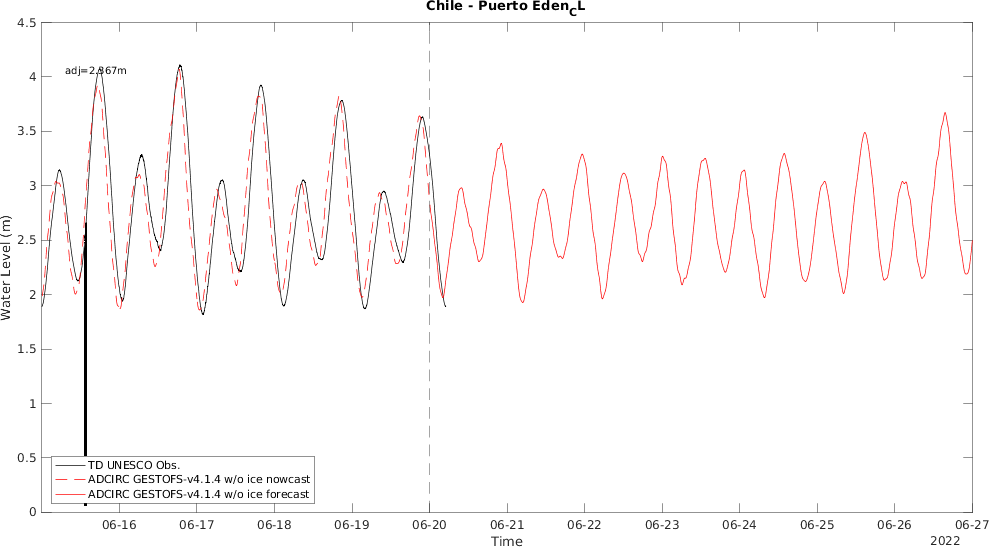 Chile - Puerto Eden_CL
adj=2.367m
Water Level (m)
4.5
4
3.5
3
2.5
2
1.5
1
0.5
0
TD UNESCO Obs.
ADCIRC GESTOFS-v4.1.4 w/o ice nowcast
ADCIRC GESTOFS-v4.1.4 w/o ice forecast
06-16 06-17 06-18 06-19 06-20 06-21 06-22 06-23 06-24 06-25 06-26 06-27
Time
2022